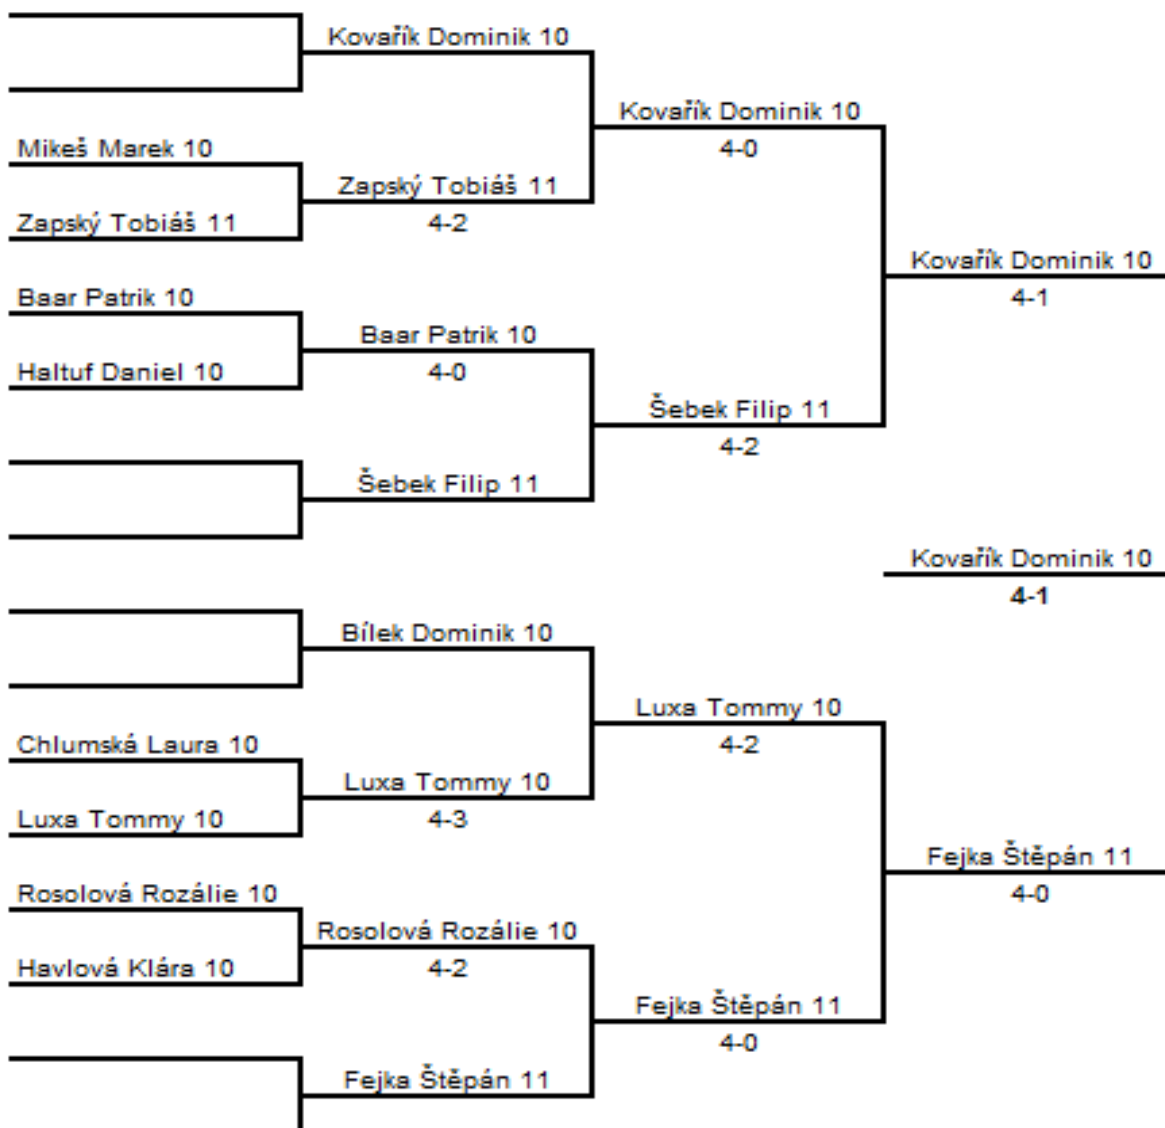 Kovařík Dominik 10
Kovařík Dominik 10
4-0
Mikeš Marek 10
Zapský Tobiáš 11
4-2
Zapský Tobiáš 11
Kovařík Dominik 10
4-1
Baar Patrik 10
Baar Patrik 10
4-0
Haltuf Daniel 10
Šebek Filip 11
4-2
Šebek Filip 11
Kovařík Dominik 10
4-1
Bílek Dominik 10
Luxa Tommy 10
4-2
Chlumská Laura 10
Luxa Tommy 10
4-3
Luxa Tommy 10
Fejka Štěpán 11
4-0
Rosolová Rozálie 10
Rosolová Rozálie 10
4-2
Havlová Klára 10
Fejka Štěpán 11
4-0
Fejka Štěpán 11